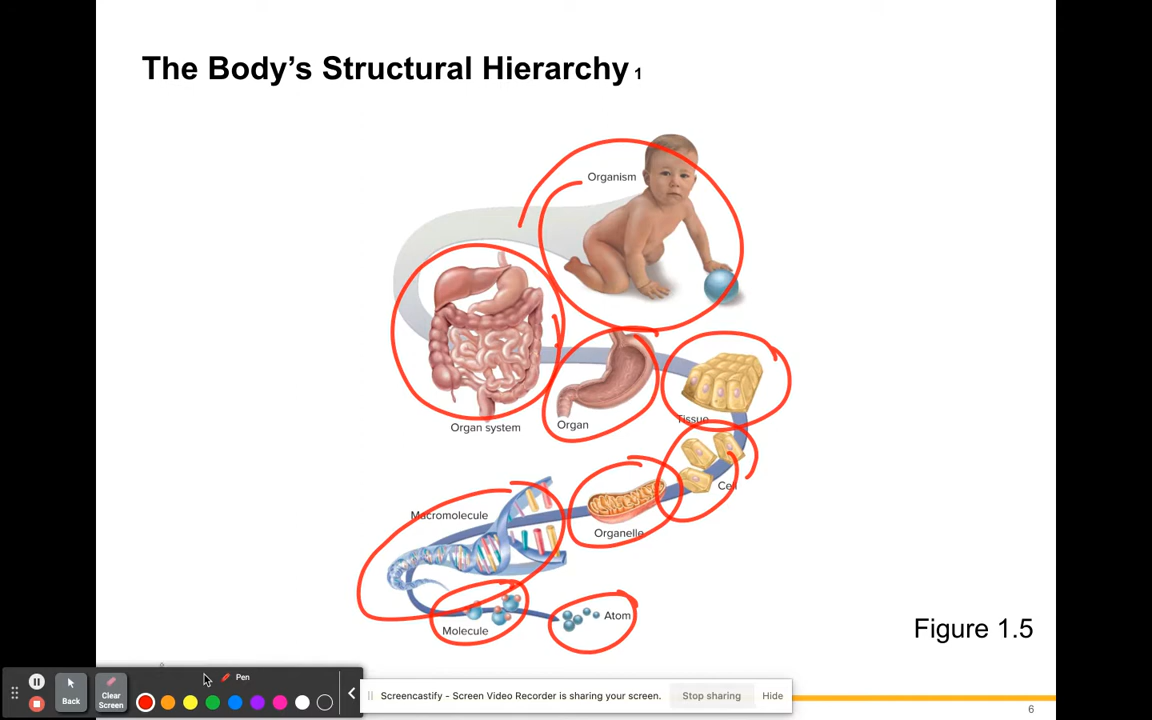 The Body's Structural Hierarchy 1
Organism
Organ system
Organ
Tissue
Cell
Organelle
Macromolecule
Molecule
Atom
Figure 1.5
Back
Clear
Screen
Pen
Screencastify - Screen Video Recorder is sharing your screen.
Stop sharing
Hide
6